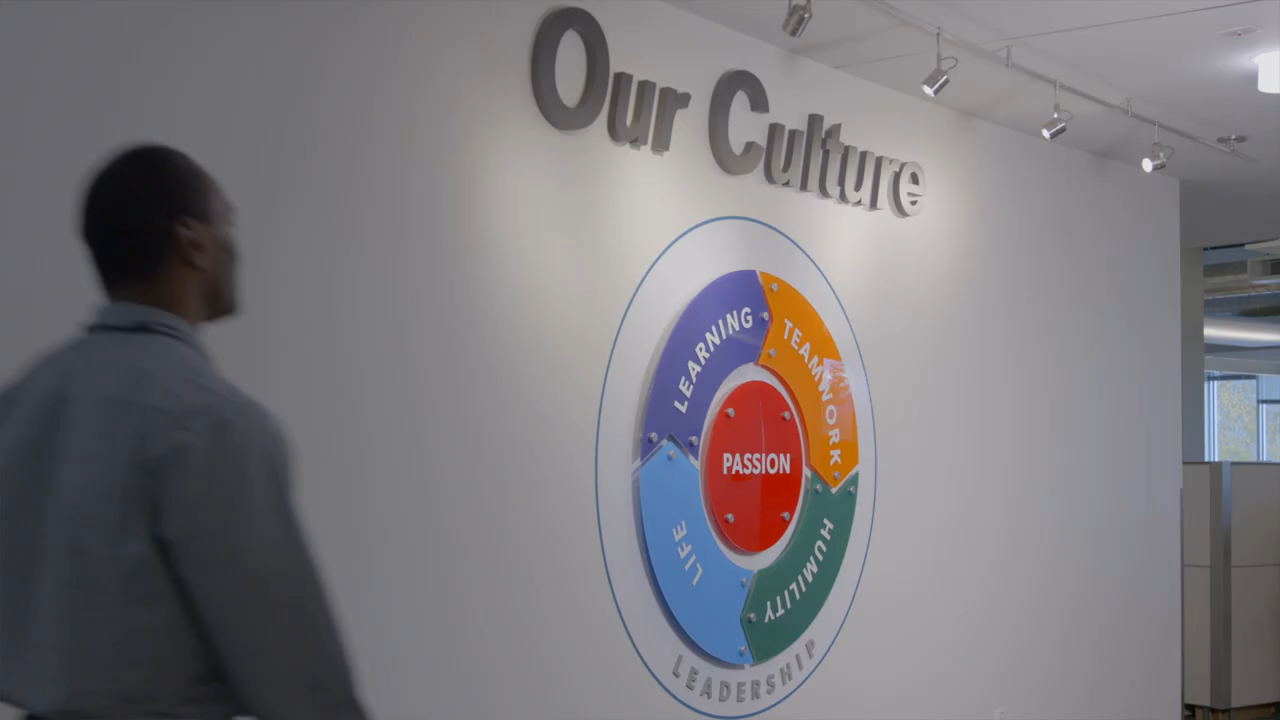 Our Culture
LEARNING
TEAMWORK
PASSION
LIFE
HUMILITY
LEADERSHIP